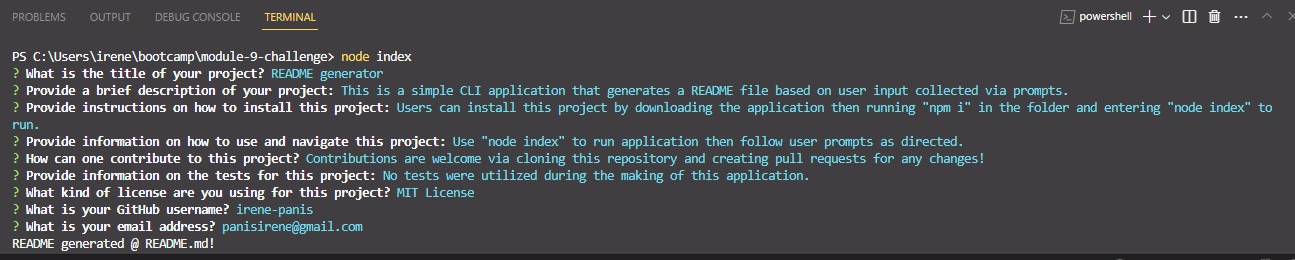 PROBLEMS OUTPUT DEBUG CONSOLE TERMINAL powershell
PS C:\Users\irene\bootcamp\module-9-challenge> node index
? What is the title of your project? README generator
? Provide a brief description of your project: This is a simple CLI application that generates a README file based on user input collected via prompts.
? Provide instructions on how to install this project: Users can install this project by downloading the application then running "npm i" in the folder and entering "node index" to
run.
? Provide information on how to use and navigate this project: Use "node index" to run application then follow user prompts as directed.
? How can one contribute to this project? Contributions are welcome via cloning this repository and creating pull requests for any changes!
? Provide information on the tests for this project: No tests were utilized during the making of this application.
? What kind of license are you using for this project? MIT License
? What is your GitHub username? irene-panis
? What is your email address? panisirene@gmail.com
README generated @ README.md!